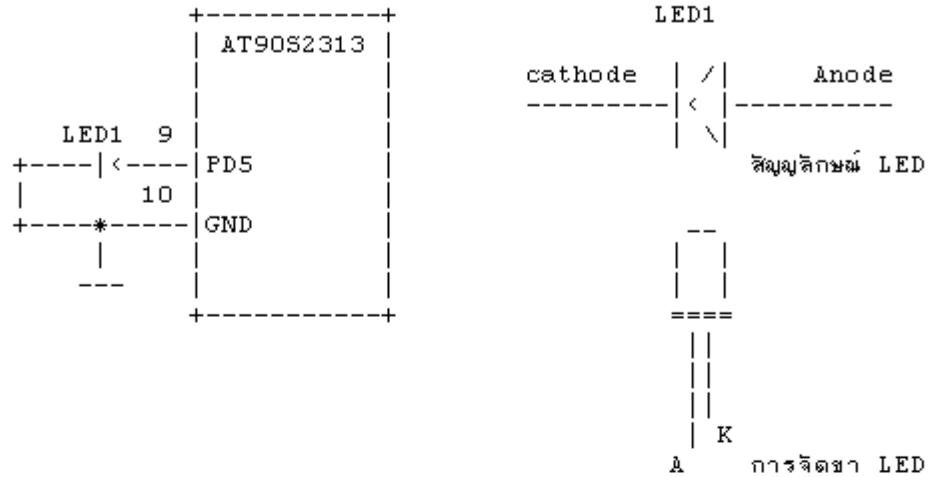 LED1
AT90S2313
cathode Anode
LED1 9
PD5
สัญญลักษณ์ LED
10
GND
K
A การจัดขา LED